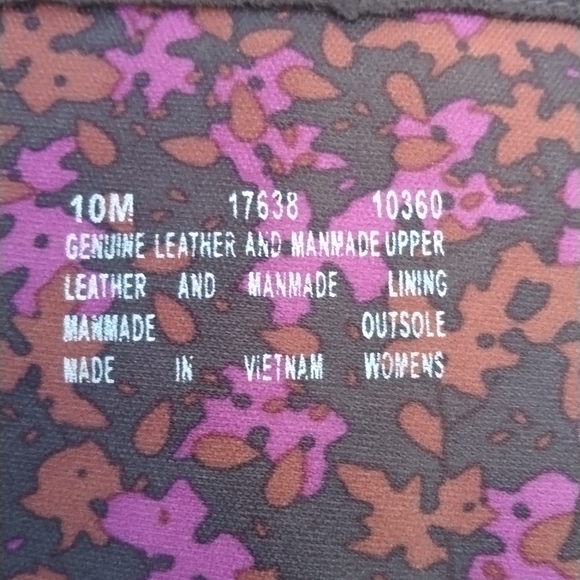 10M 17638 10360
GENUINE LEATHER AND MANMADE UPPER
LEATHER AND MANMADE LINING
MANMADE OUTSOLE
MADE IN VIETNAM WOMENS